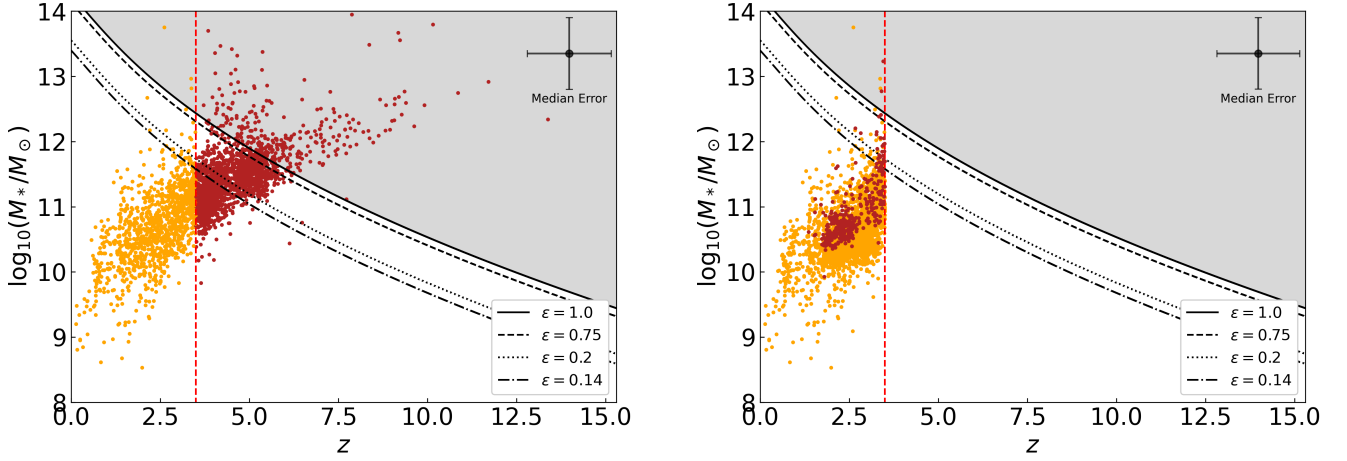 14
13
12
11
10
9
8
log₁₀(M*/M⊙)
Median Error
ε = 1.0
ε = 0.75
ε = 0.2
ε = 0.14
0.0 2.5 5.0 7.5 10.0 12.5 15.0
z
14
13
12
11
10
9
8
log₁₀(M*/M⊙)
Median Error
ε = 1.0
ε = 0.75
ε = 0.2
ε = 0.14
0.0 2.5 5.0 7.5 10.0 12.5 15.0
z